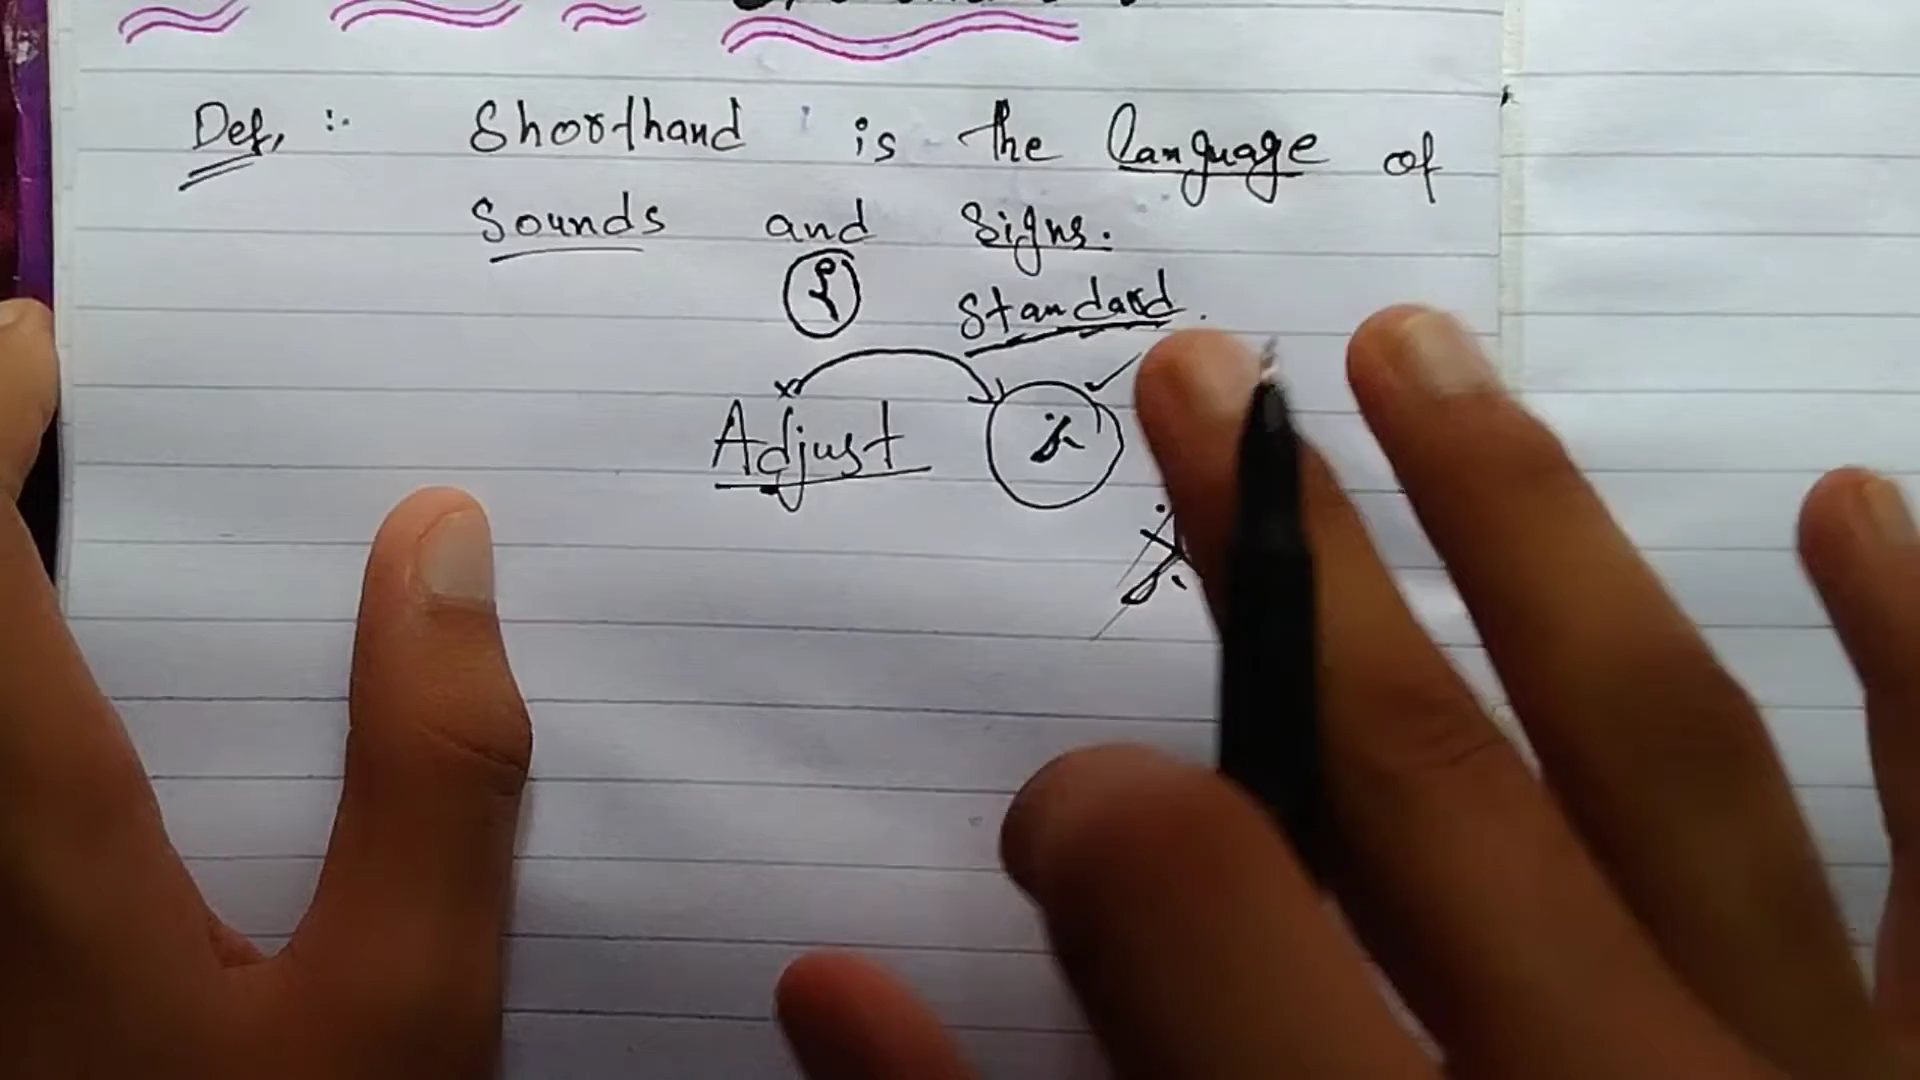 Def, :- Shorthand is the language of
Sounds and Signs.
Standard.
Adjust